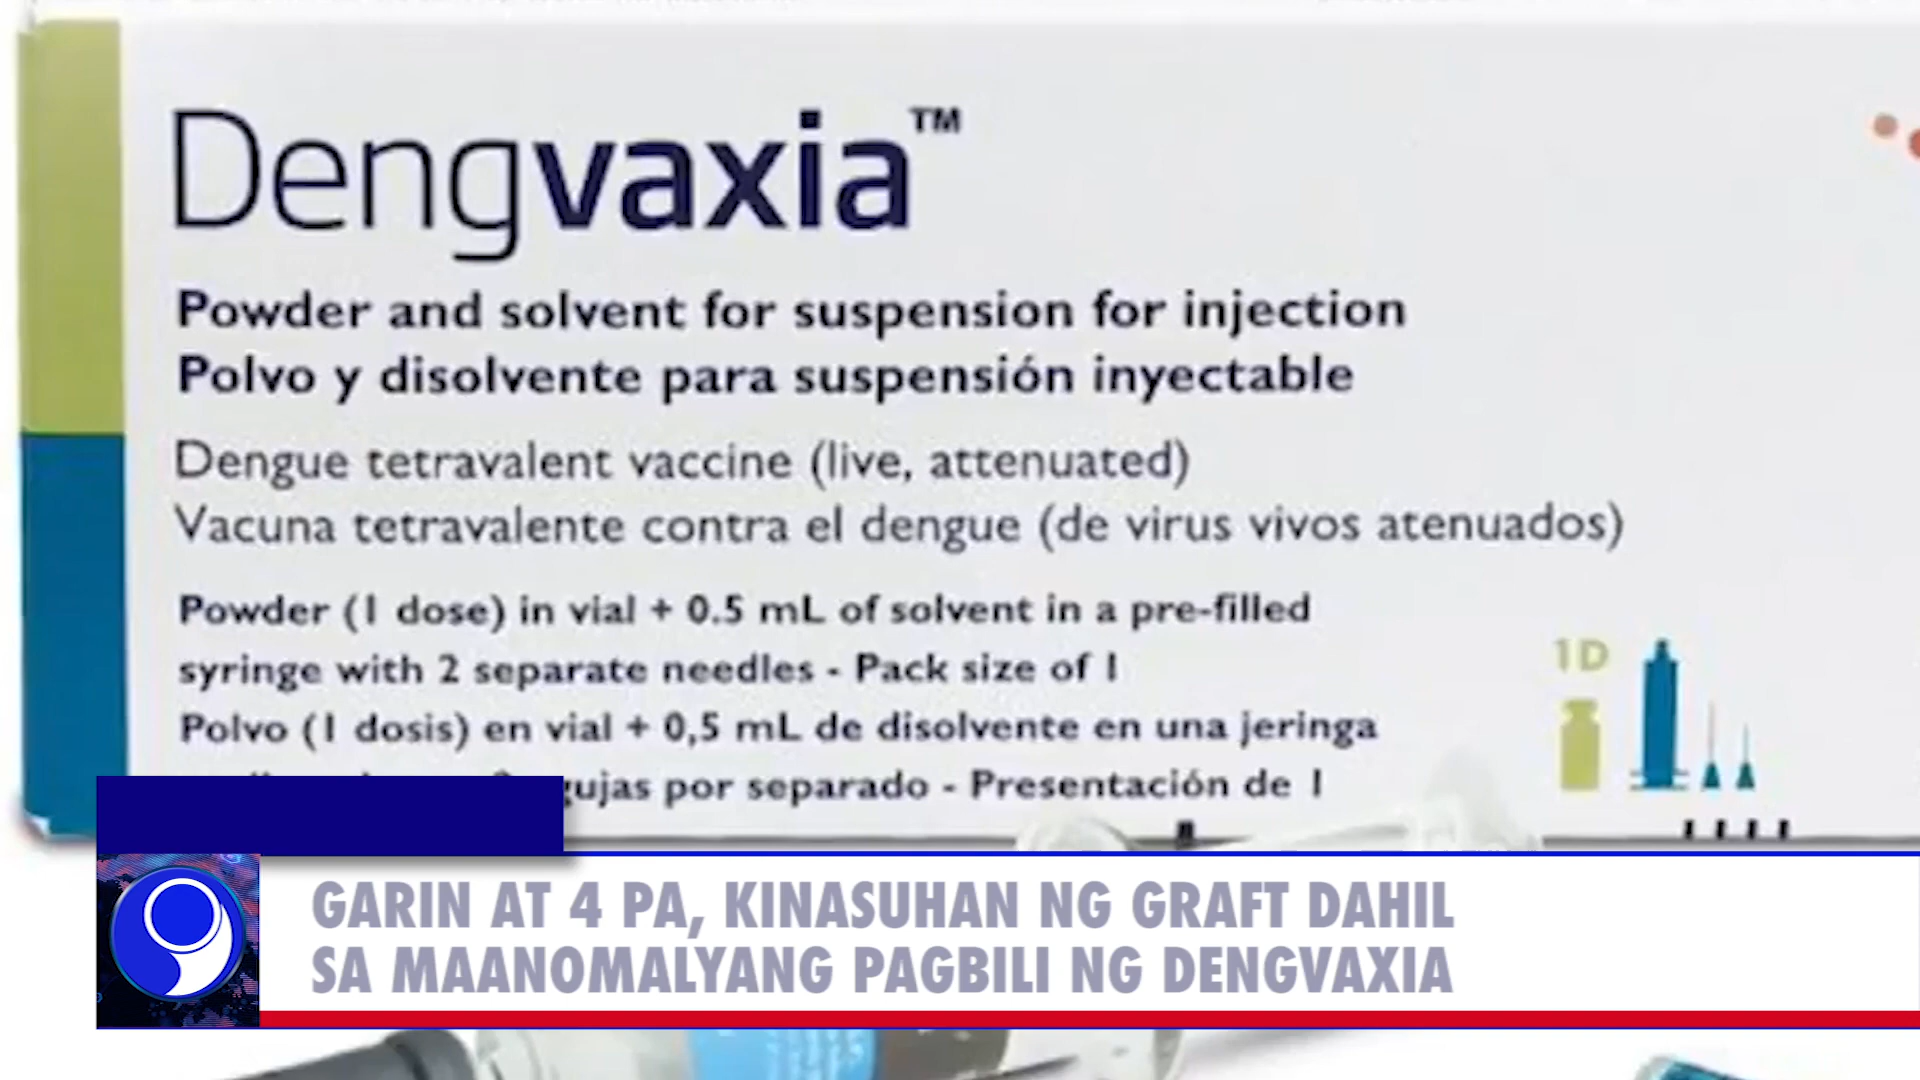 Dengvaxia™
Powder and solvent for suspension for injection
Polvo y disolvente para suspensión inyectable
Dengue tetravalent vaccine (live, attenuated)
Vacuna tetravalente contra el dengue (de virus vivos atenuados)
Powder (1 dose) in vial + 0.5 mL of solvent in a pre-filled
syringe with 2 separate needles - Pack size of 1
Polvo (1 dosis) en vial + 0,5 mL de disolvente en una jeringa
por separado - Presentación de 1
1D
GARIN AT 4 PA, KINASUHAN NG GRAFT DAHIL
SA MAANOMALYANG PAGBILI NG DENGVAXIA